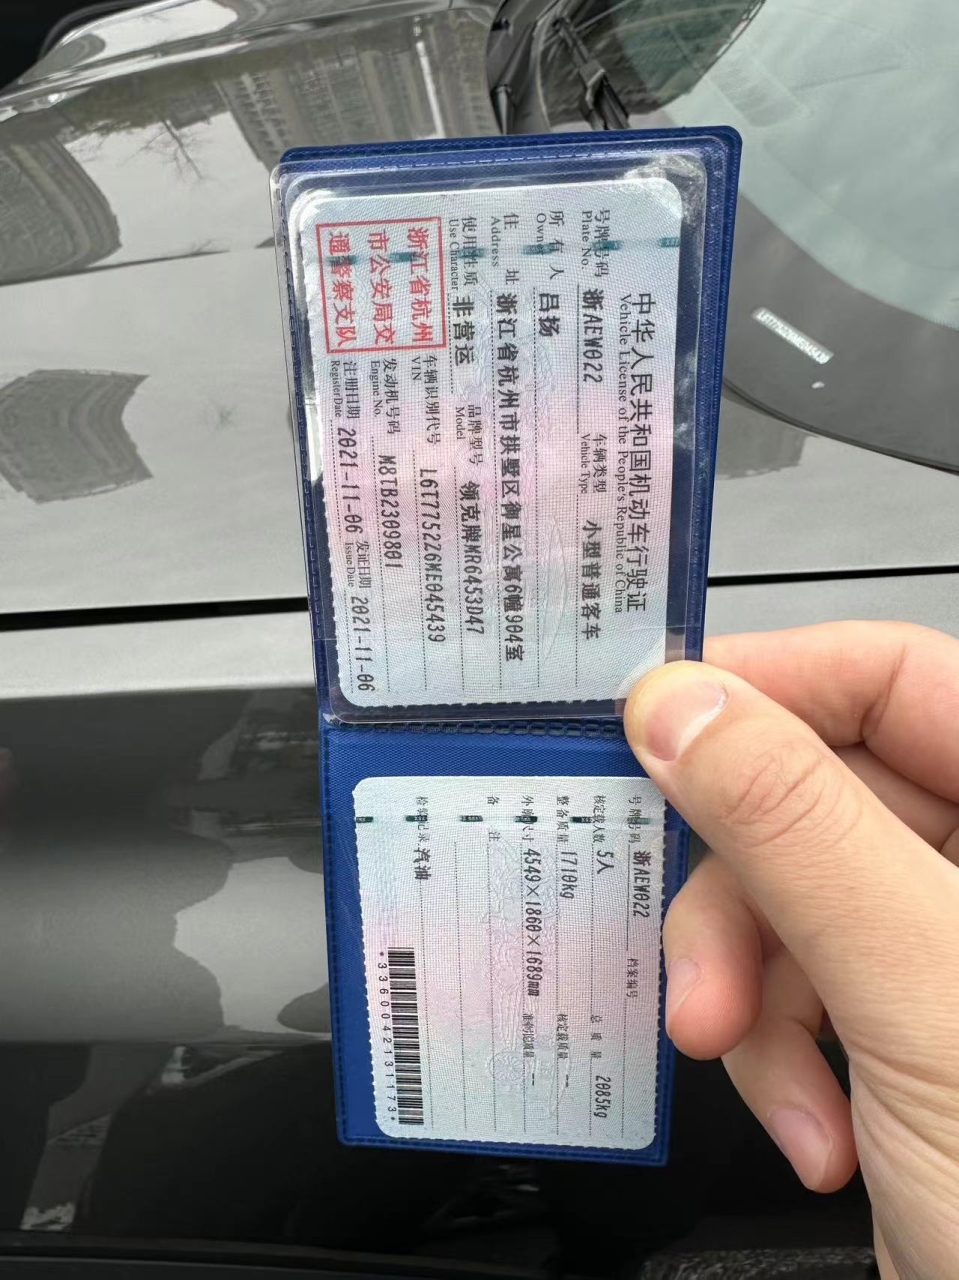 中华人民共和国机动车行驶证
Vehicle License of the People's Republic of China
号牌号码 浙AEW022 车辆类型 小型普通客车
Plate No. Vehicle Type
所有人 吕扬
Owner
住址 浙江省杭州市拱墅区御星公寓6幢904室
Address
使用性质 非营运 品牌型号 领克牌MR6453D47
Use Character Model
浙江省杭州
市公安局交
通警察支队
车辆识别代号 L6T7752Z6ME045439
VIN
发动机号码 M8TB2309801
Engine No.
注册日期 2021-11-06 发证日期 2021-11-06
Register Date Issue Date
号牌号码 浙AEW022 档案编号
核定载人数 5人 总质量 2085kg
整备质量 1710kg 核定载质量 --
外廓尺寸 4549×1860×1689mm 准牵引总质量 --
备注
检验记录 汽油
*3360042131173*